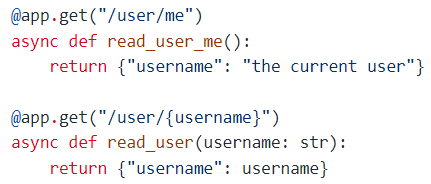 @app.get("/user/me")
async def read_user_me():
    return {"username": "the current user"}

@app.get("/user/{username}")
async def read_user(username: str):
    return {"username": username}